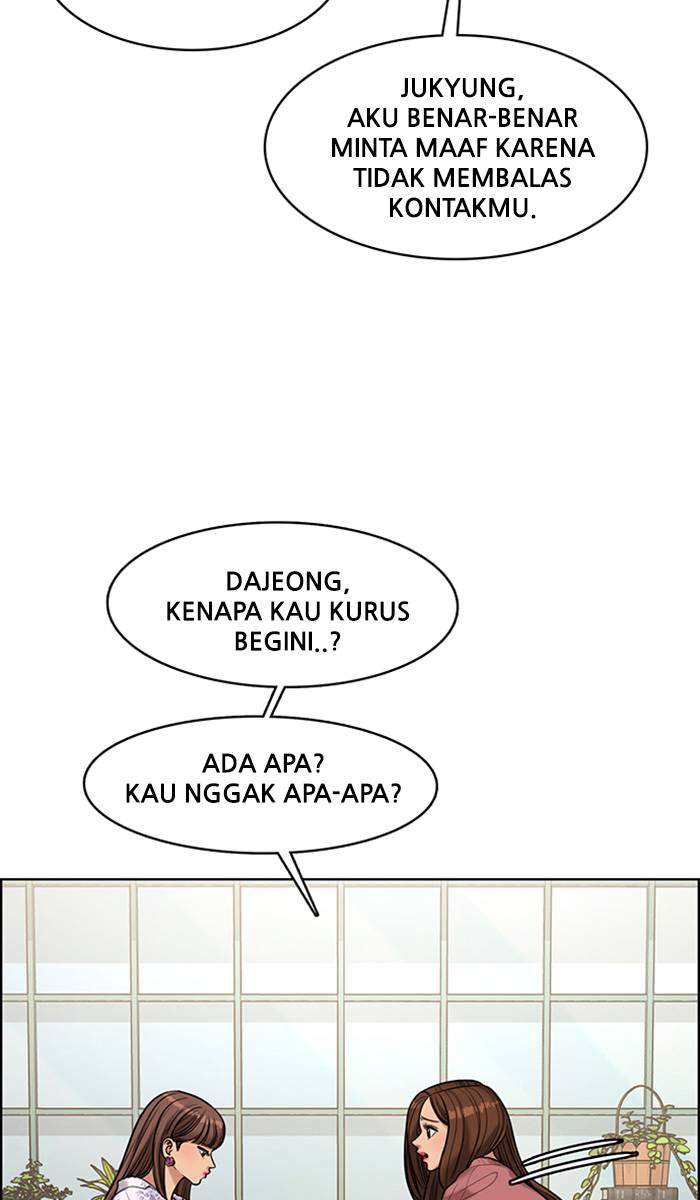 JUKYUNG,
AKU BENAR-BENAR
MINTA MAAF KARENA
TIDAK MEMBALAS
KONTAKMU.
DAJEONG,
KENAPA KAU KURUS
BEGINI..?
ADA APA?
KAU NGGAK APA-APA?